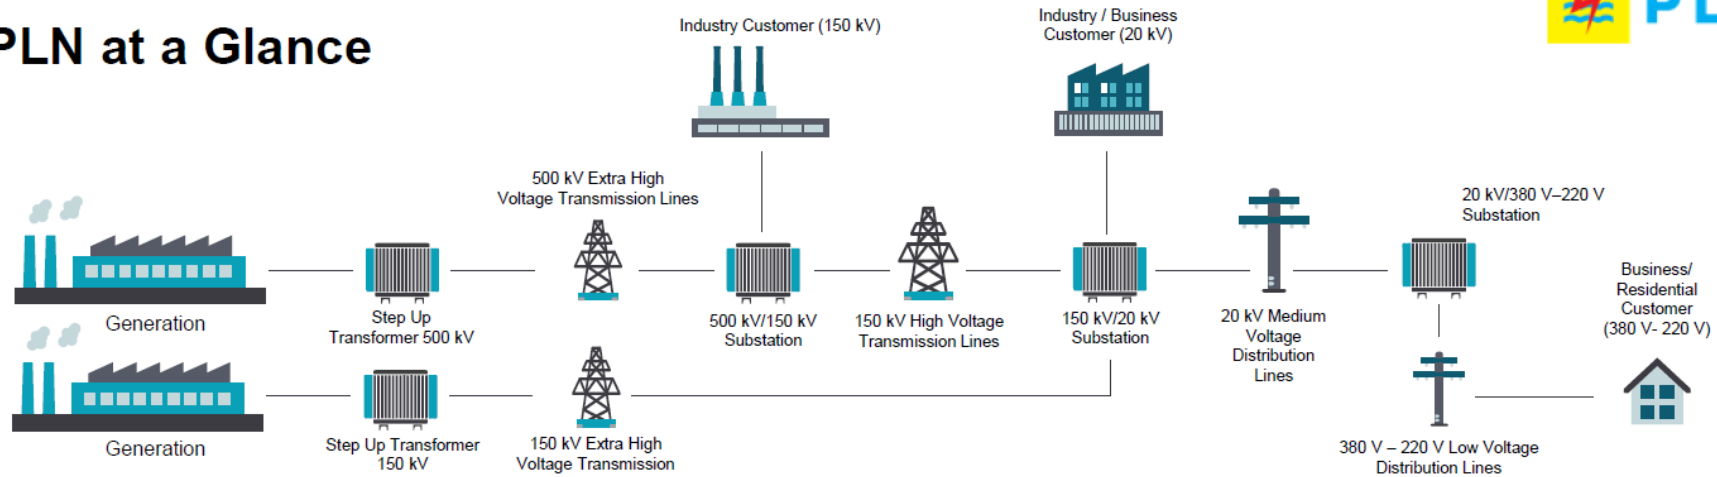 PLN at a Glance
PL
Industry Customer (150 kV)
Industry / Business
Customer (20 kV)
500 kV Extra High
Voltage Transmission Lines
20 kV/380 V–220 V
Substation
Business/
Residential
Customer
(380 V- 220 V)
Generation
Step Up
Transformer 500 kV
500 kV/150 kV
Substation
150 kV High Voltage
Transmission Lines
150 kV/20 kV
Substation
20 kV Medium
Voltage
Distribution
Lines
Generation
Step Up Transformer
150 kV
150 kV Extra High
Voltage Transmission
380 V – 220 V Low Voltage
Distribution Lines